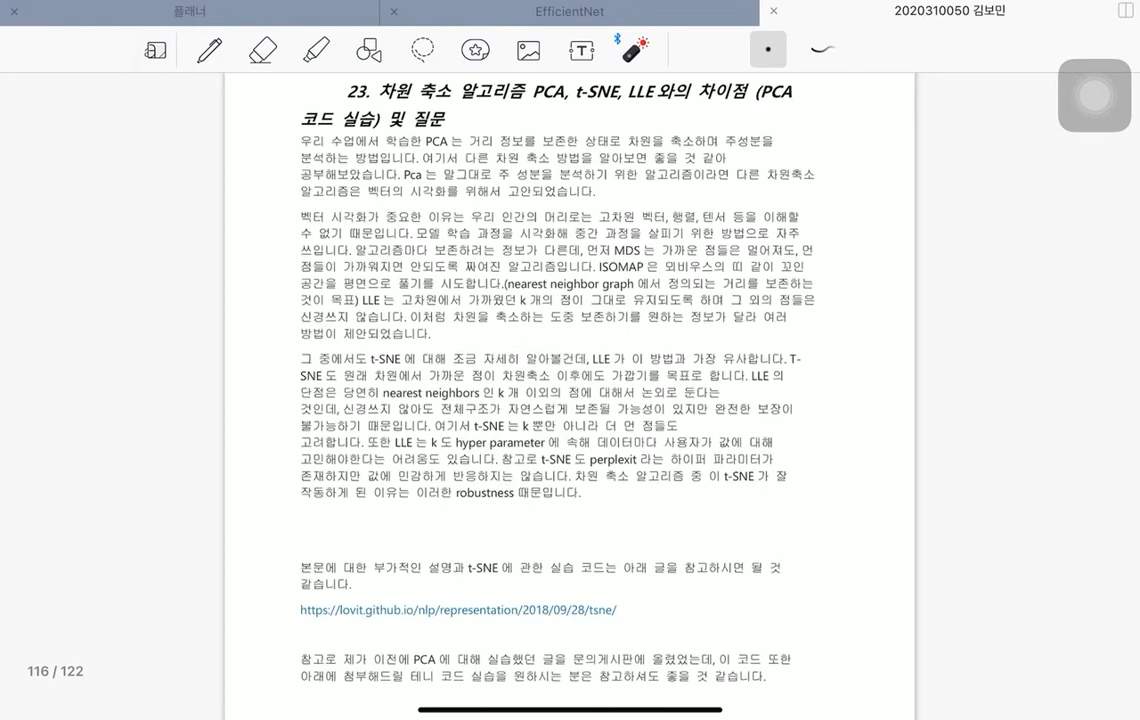 플래너
EfficientNet
2020310050 김보민
23. 차원 축소 알고리즘 PCA, t-SNE, LLE와의 차이점 (PCA
코드 실습) 및 질문
우리 수업에서 학습한 PCA는 거리 정보를 보존한 상태로 차원을 축소하며 주성분을
분석하는 방법입니다. 여기서 다른 차원 축소 방법을 알아보면 좋을 것 같아
공부해보았습니다. Pca는 말그대로 주 성분을 분석하기 위한 알고리즘이라면 다른 차원축소
알고리즘은 벡터의 시각화를 위해서 고안되었습니다.
벡터 시각화가 중요한 이유는 우리 인간의 머리로는 고차원 벡터, 행렬, 텐서 등을 이해할
수 없기 때문입니다. 모델 학습 과정을 시각화해 중간 과정을 살피기 위한 방법으로 자주
쓰입니다. 알고리즘마다 보존하려는 정보가 다른데, 먼저 MDS는 가까운 점들은 멀어져도, 먼
점들이 가까워지면 안되도록 짜여진 알고리즘입니다. ISOMAP은 뫼비우스의 띠 같이 꼬인
공간을 평면으로 풀기를 시도합니다.(nearest neighbor graph에서 정의되는 거리를 보존하는
것이 목표) LLE는 고차원에서 가까웠던 k개의 점이 그대로 유지되도록 하며 그 외의 점들은
신경쓰지 않습니다. 이처럼 차원을 축소하는 도중 보존하기를 원하는 정보가 달라 여러
방법이 제안되었습니다.
그 중에서도 t-SNE에 대해 조금 자세히 알아볼건데, LLE가 이 방법과 가장 유사합니다. T-
SNE도 원래 차원에서 가까운 점이 차원축소 이후에도 가깝기를 목표로 합니다. LLE의
단점은 당연히 nearest neighbors인 k개 이외의 점에 대해서 논외로 둔다는
것인데, 신경쓰지 않아도 전체구조가 자연스럽게 보존될 가능성이 있지만 완전한 보장이
불가능하기 때문입니다. 여기서 t-SNE는 k뿐만 아니라 더 먼 점들도
고려합니다. 또한 LLE는 k도 hyper parameter에 속해 데이터마다 사용자가 값에 대해
고민해야한다는 어려움도 있습니다. 참고로 t-SNE도 perplexit라는 하이퍼 파라미터가
존재하지만 값에 민감하게 반응하지는 않습니다. 차원 축소 알고리즘 중 이 t-SNE가 잘
작동하게 된 이유는 이러한 robustness때문입니다.
본문에 대한 부가적인 설명과 t-SNE에 관한 실습 코드는 아래 글을 참고하시면 될 것
같습니다.
https://lovit.github.io/nlp/representation/2018/09/28/tsne/
참고로 제가 이전에 PCA에 대해 실습했던 글을 문의게시판에 올렸었는데, 이 코드 또한
아래에 첨부해드릴 테니 코드 실습을 원하시는 분은 참고하셔도 좋을 것 같습니다.
116 / 122